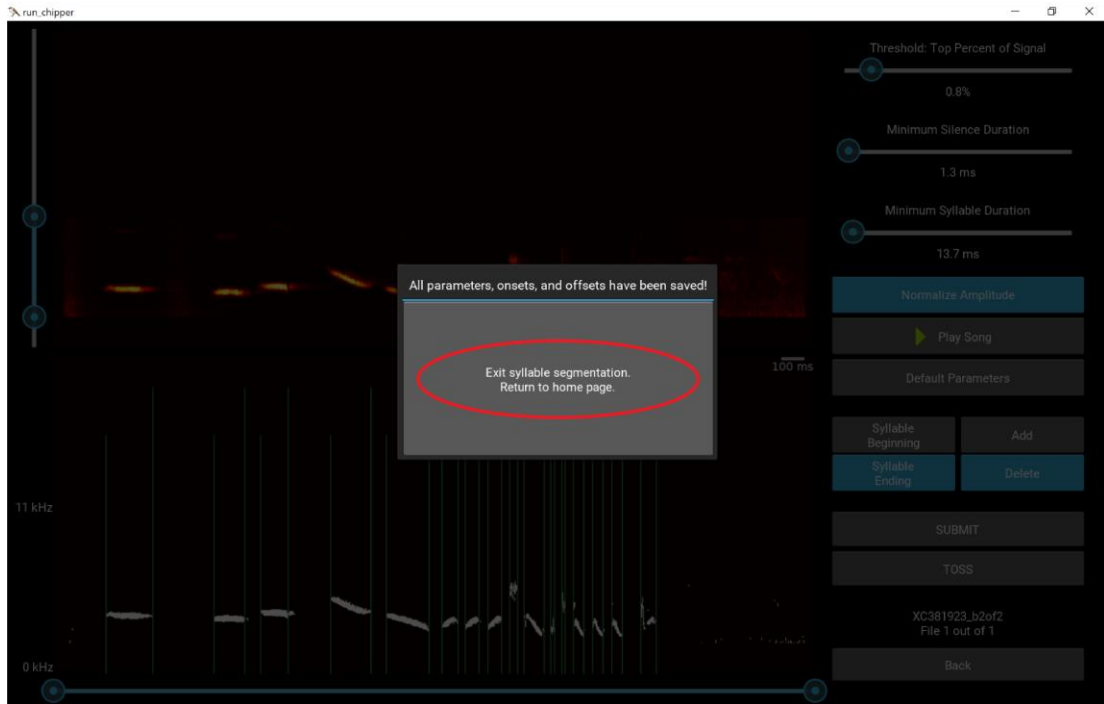 run_chipper
Threshold: Top Percent of Signal
0.8%
Minimum Silence Duration
1.3 ms
Minimum Syllable Duration
13.7 ms
All parameters, onsets, and offsets have been saved!
Normalize Amplitude
Play Song
100 ms
Exit syllable segmentation.
Return to home page.
Default Parameters
Syllable
Beginning
Add
Syllable
Ending
Delete
11 kHz
SUBMIT
TOSS
XC381923_b2of2
File 1 out of 1
0 kHz
Back